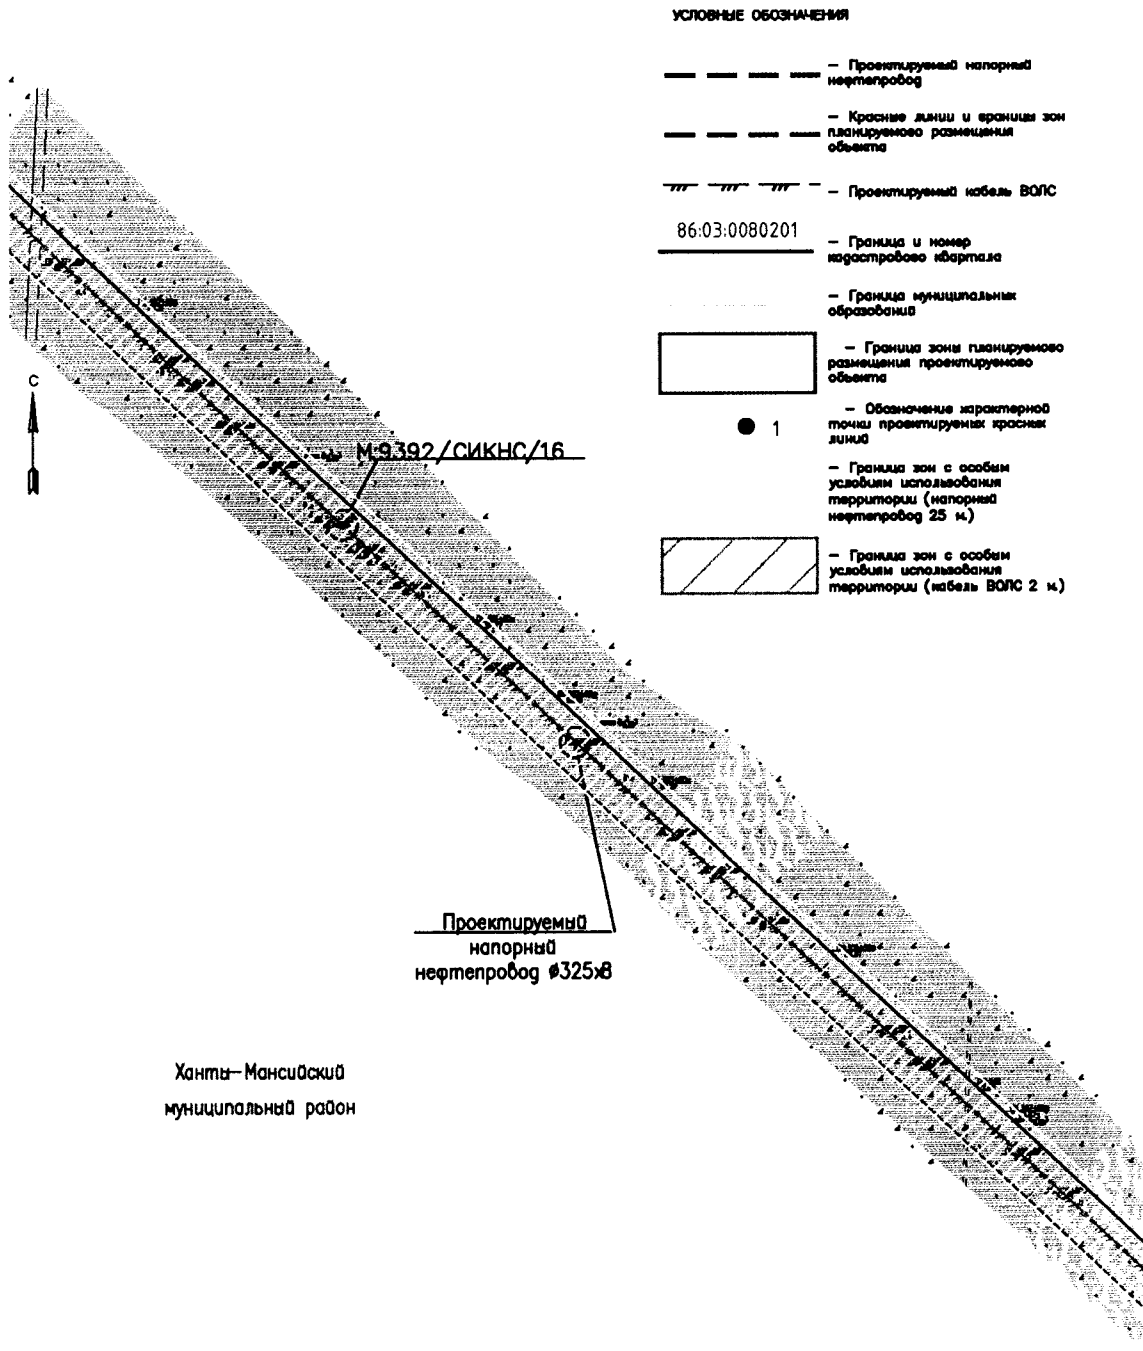 УСЛОВНЫЕ ОБОЗНАЧЕНИЯ
– Проектируемый напорный
нефтепровод
– Красные линии и границы зон
планируемого размещения
объекта
– Проектируемый кабель ВОЛС
86:03:0080201
– Граница и номер
кадастрового квартала
– Граница муниципальных
образований
– Граница зоны планируемого
размещения проектируемого
объекта
1
– Обозначение характерной
точки проектируемых красных
линий
– Граница зон с особым
условиям использования
территории (напорный
нефтепровод 25 м.)
– Граница зон с особым
условиям использования
территории (кабель ВОЛС 2 м.)
С
М:9392/СИКНС/16
Проектируемый
напорный
нефтепровод ø325х8
Ханты–Мансийский
муниципальный район